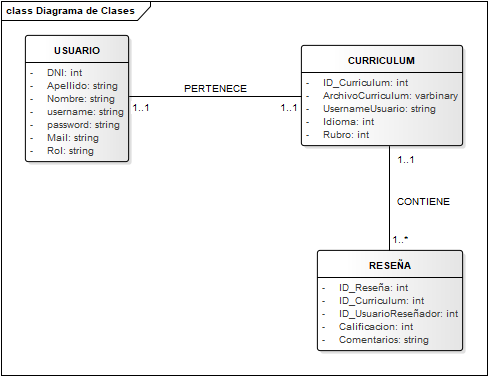 class Diagrama de Clases
USUARIO
- DNI: int
- Apellido: string
- Nombre: string
- username: string
- password: string
- Mail: string
- Rol: string
PERTENECE
1..1
1..1
CURRICULUM
- ID_Curriculum: int
- ArchivoCurriculum: varbinary
- UsernameUsuario: string
- Idioma: int
- Rubro: int
1..1
CONTIENE
1..*
RESEÑA
- ID_Reseña: int
- ID_Curriculum: int
- ID_UsuarioReseñador: int
- Calificacion: int
- Comentarios: string